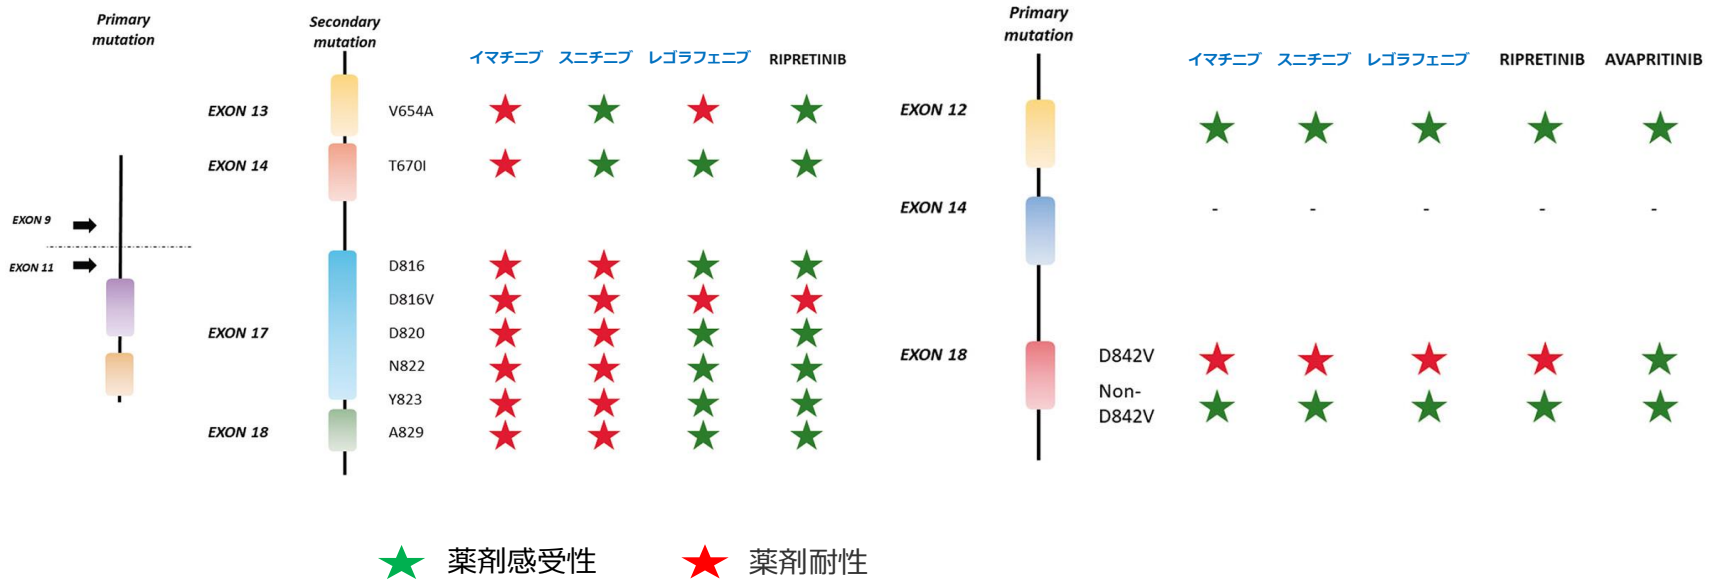 Primary
mutation
EXON 9
EXON 11
Secondary
mutation
イマチニブ スニチニブ レゴラフェニブ RIPRETINIB
EXON 13 V654A
EXON 14 T670I
D816
D816V
EXON 17 D820
N822
Y823
EXON 18 A829
Primary
mutation
イマチニブ スニチニブ レゴラフェニブ RIPRETINIB AVAPRITINIB
EXON 12
EXON 14 - - - - -
EXON 18 D842V
Non-
D842V
薬剤感受性 薬剤耐性